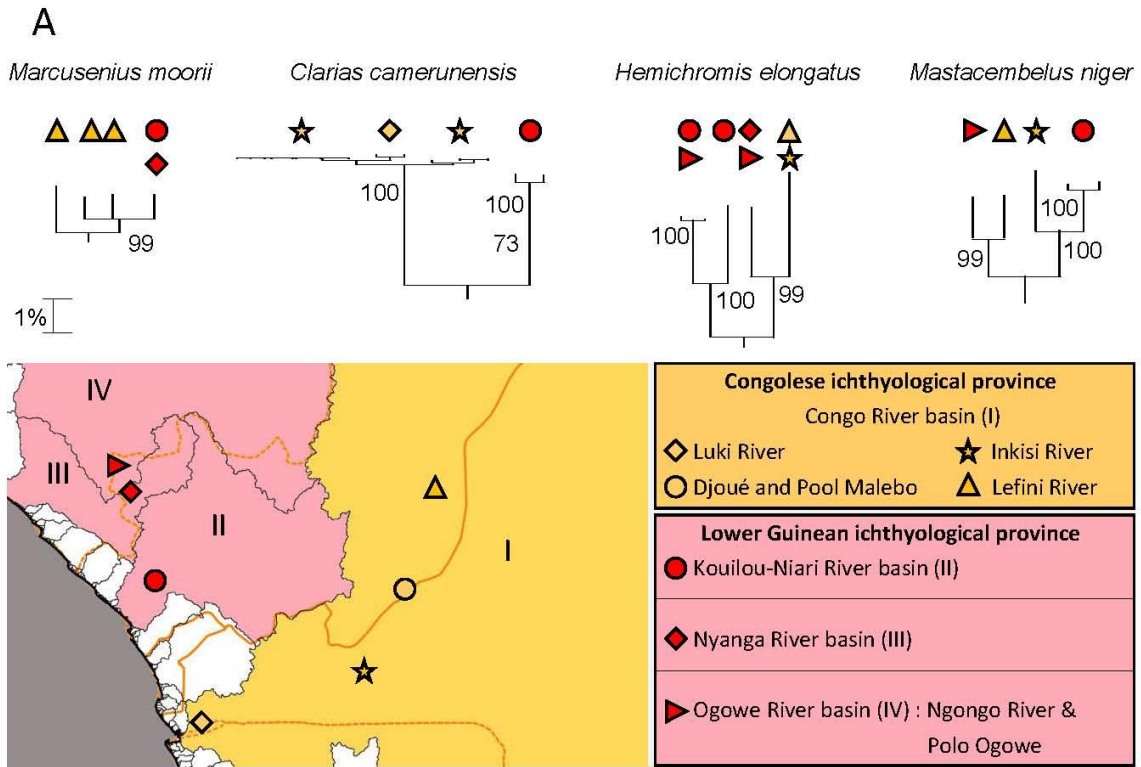 A
Marcusenius moorii
Clarias camerunensis
Hemichromis elongatus
Mastacembelus niger
99
100
100
73
100
100
99
99
100
100
1%
IV
III
II
I
Congolese ichthyological province
Congo River basin (I)
Luki River
Inkisi River
Djoué and Pool Malebo
Lefini River
Lower Guinean ichthyological province
Kouilou-Niari River basin (II)
Nyanga River basin (III)
Ogowe River basin (IV) : Ngongo River &
Polo Ogowe